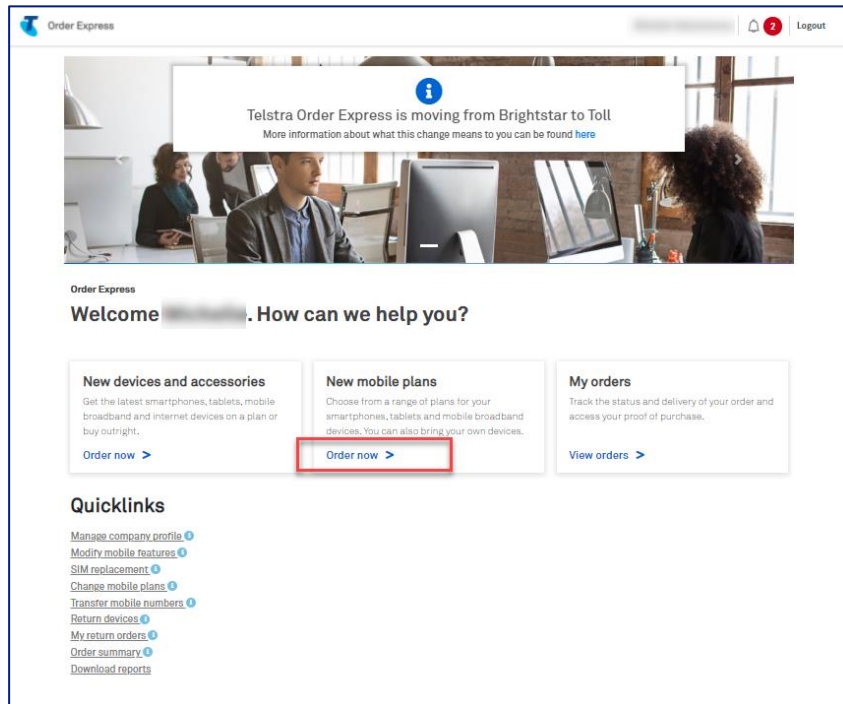 Order Express
2
Logout
Telstra Order Express is moving from Brightstar to Toll
More information about what this change means to you can be found here
Order Express
Welcome . How can we help you?
New devices and accessories
Get the latest smartphones, tablets, mobile
broadband and internet devices on a plan or
buy outright.
Order now >
New mobile plans
Choose from a range of plans for your
smartphones, tablets and mobile broadband
devices. You can also bring your own devices.
Order now >
My orders
Track the status and delivery of your order and
access your proof of purchase.
View orders >
Quicklinks
Manage company profile
Modify mobile features
SIM replacement
Change mobile plans
Transfer mobile numbers
Return devices
My return orders
Order summary
Download reports